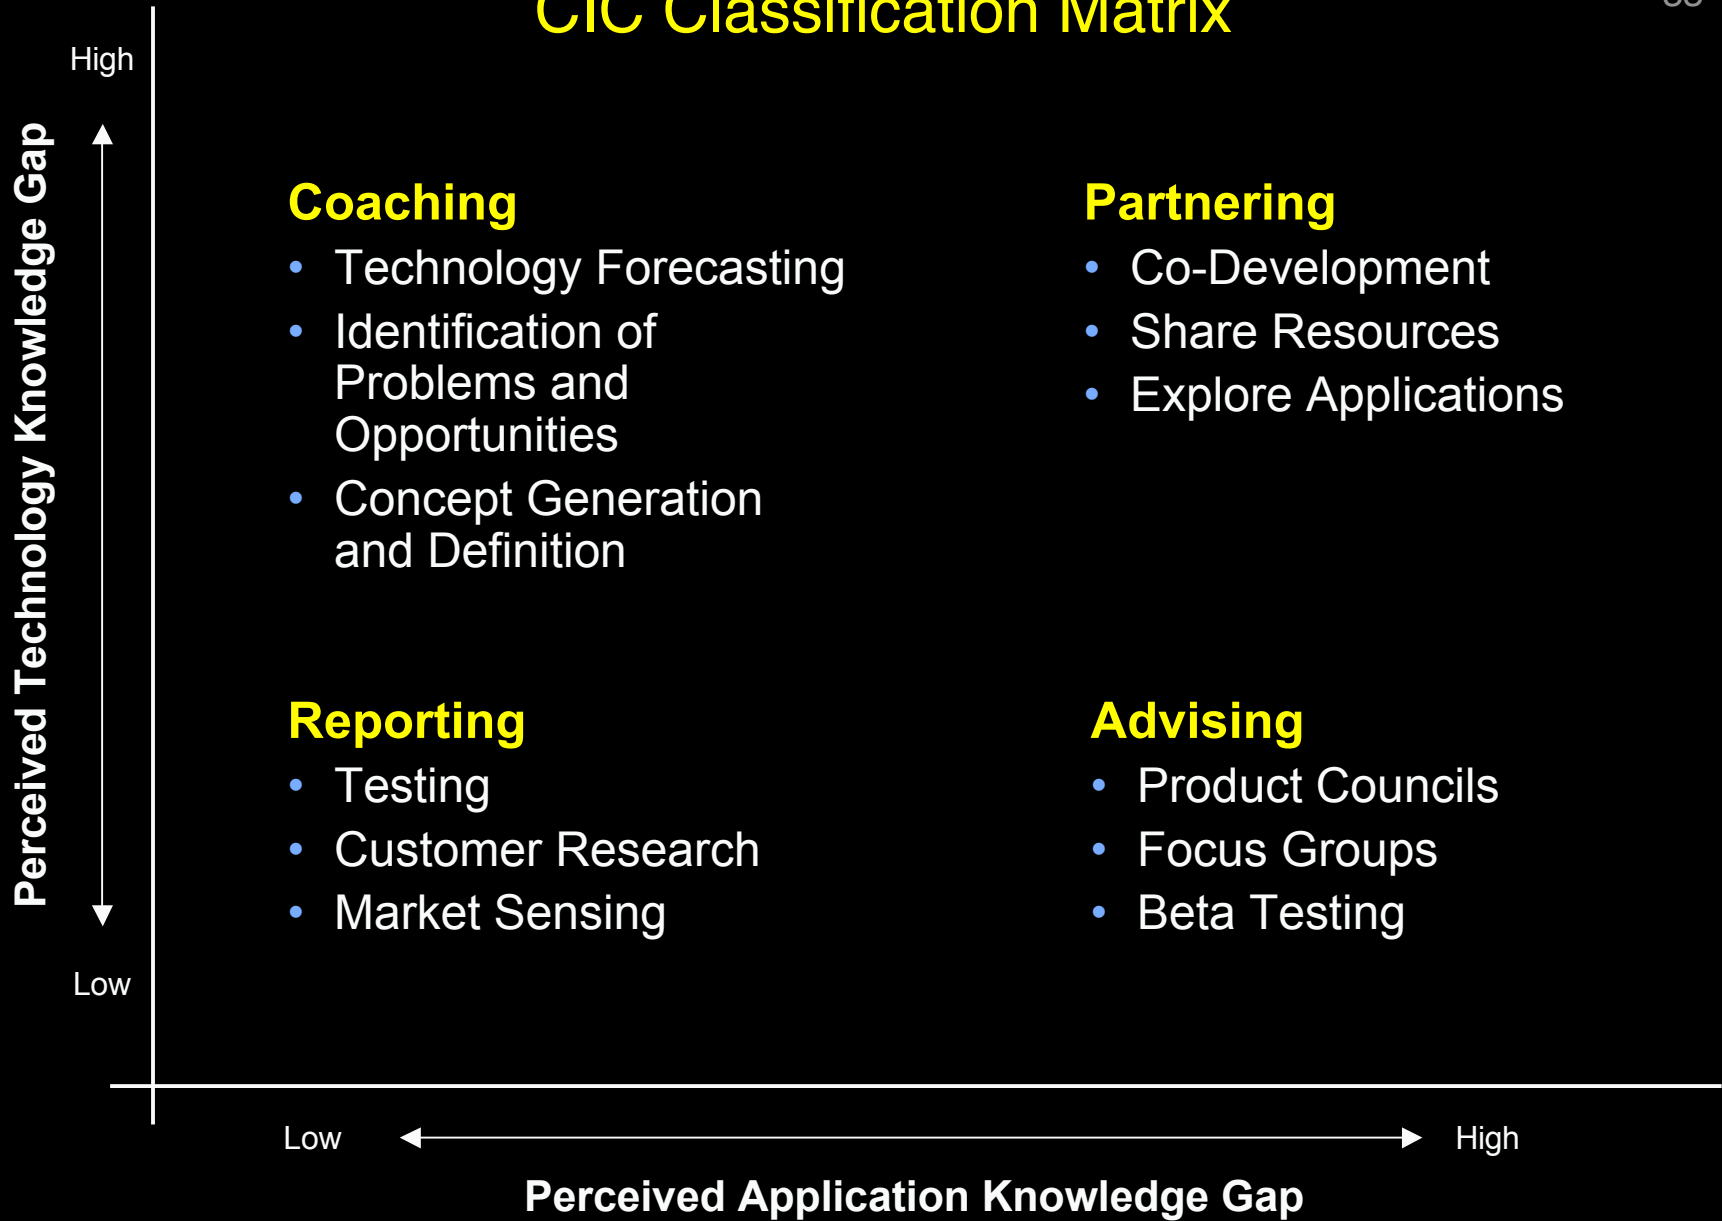 CIC Classification Matrix
High
Perceived Technology Knowledge Gap
Coaching
• Technology Forecasting
• Identification of
Problems and
Opportunities
• Concept Generation
and Definition
Partnering
• Co-Development
• Share Resources
• Explore Applications
Reporting
• Testing
• Customer Research
• Market Sensing
Advising
• Product Councils
• Focus Groups
• Beta Testing
Low
Low
High
Perceived Application Knowledge Gap